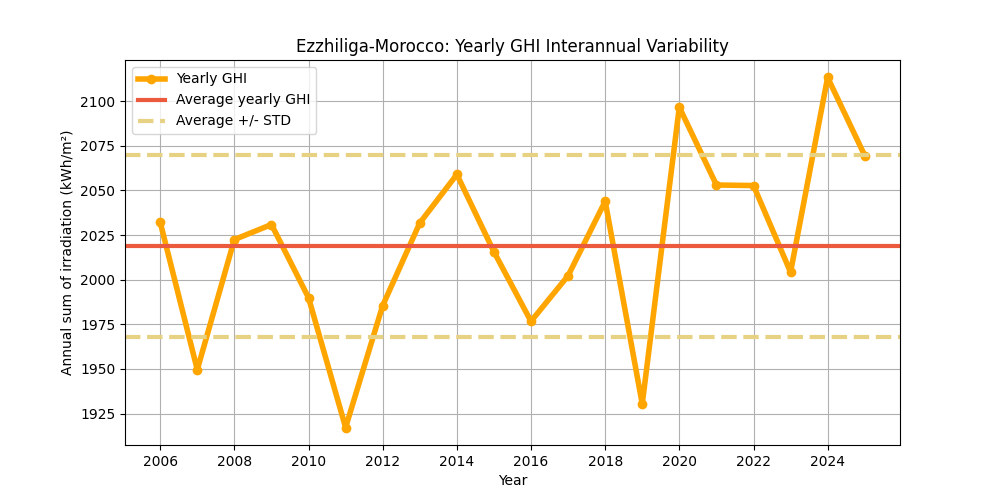 Ezzhiliga-Morocco: Yearly GHI Interannual Variability
Yearly GHI
Average yearly GHI
Average +/- STD
Annual sum of irradiation (kWh/m²)
2100
2075
2050
2025
2000
1975
1950
1925
2006 2008 2010 2012 2014 2016 2018 2020 2022 2024
Year